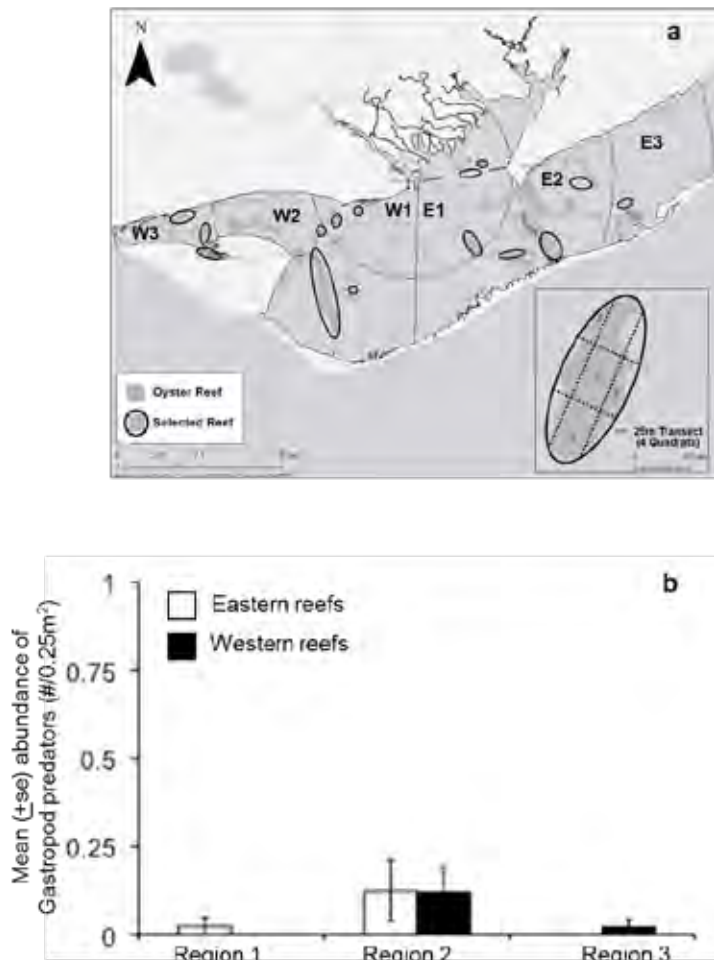 N
a
E3
E2
W2
W1 E1
W3
Oyster Reef
Selected Reef
25m Transect
(4 Quadrats)
b
1
Eastern reefs
Western reefs
0.75
0.5
0.25
0
Mean (+se) abundance of
Gastropod predators (#/0.25m²)
Region 1 Region 2 Region 3